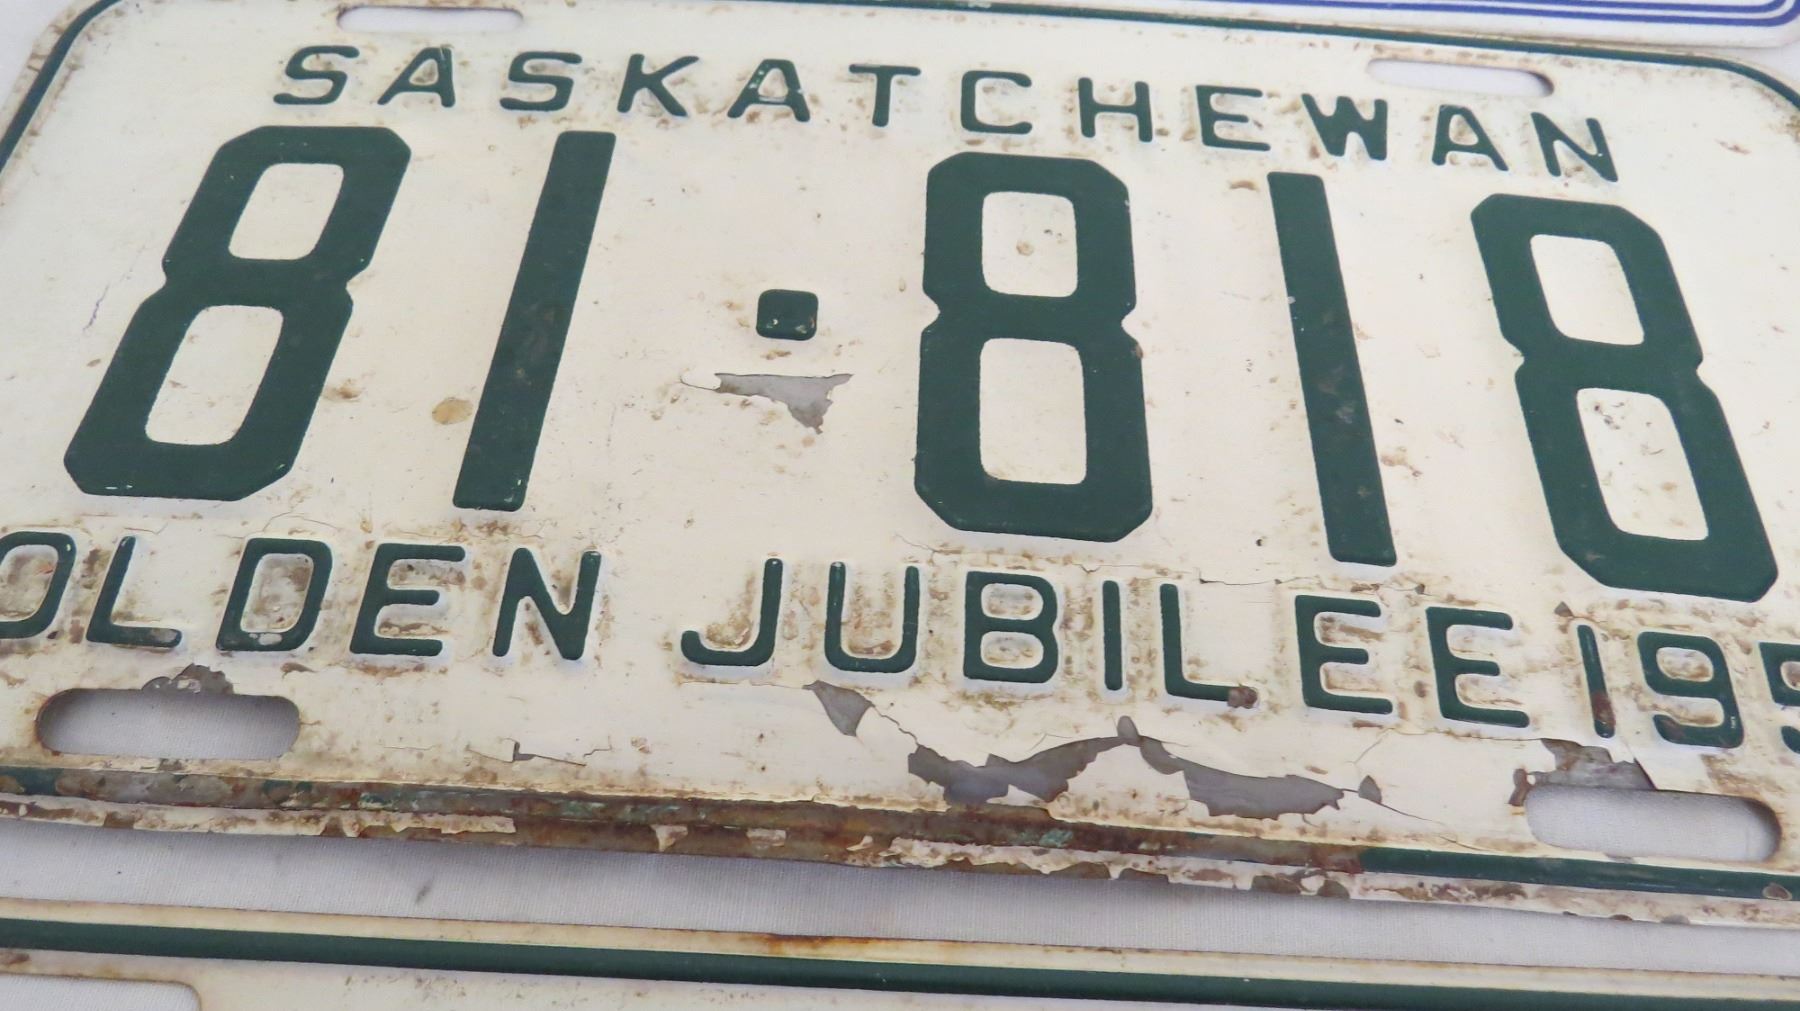 SASKATCHEWAN
81·818
OLDEN JUBILEE 195